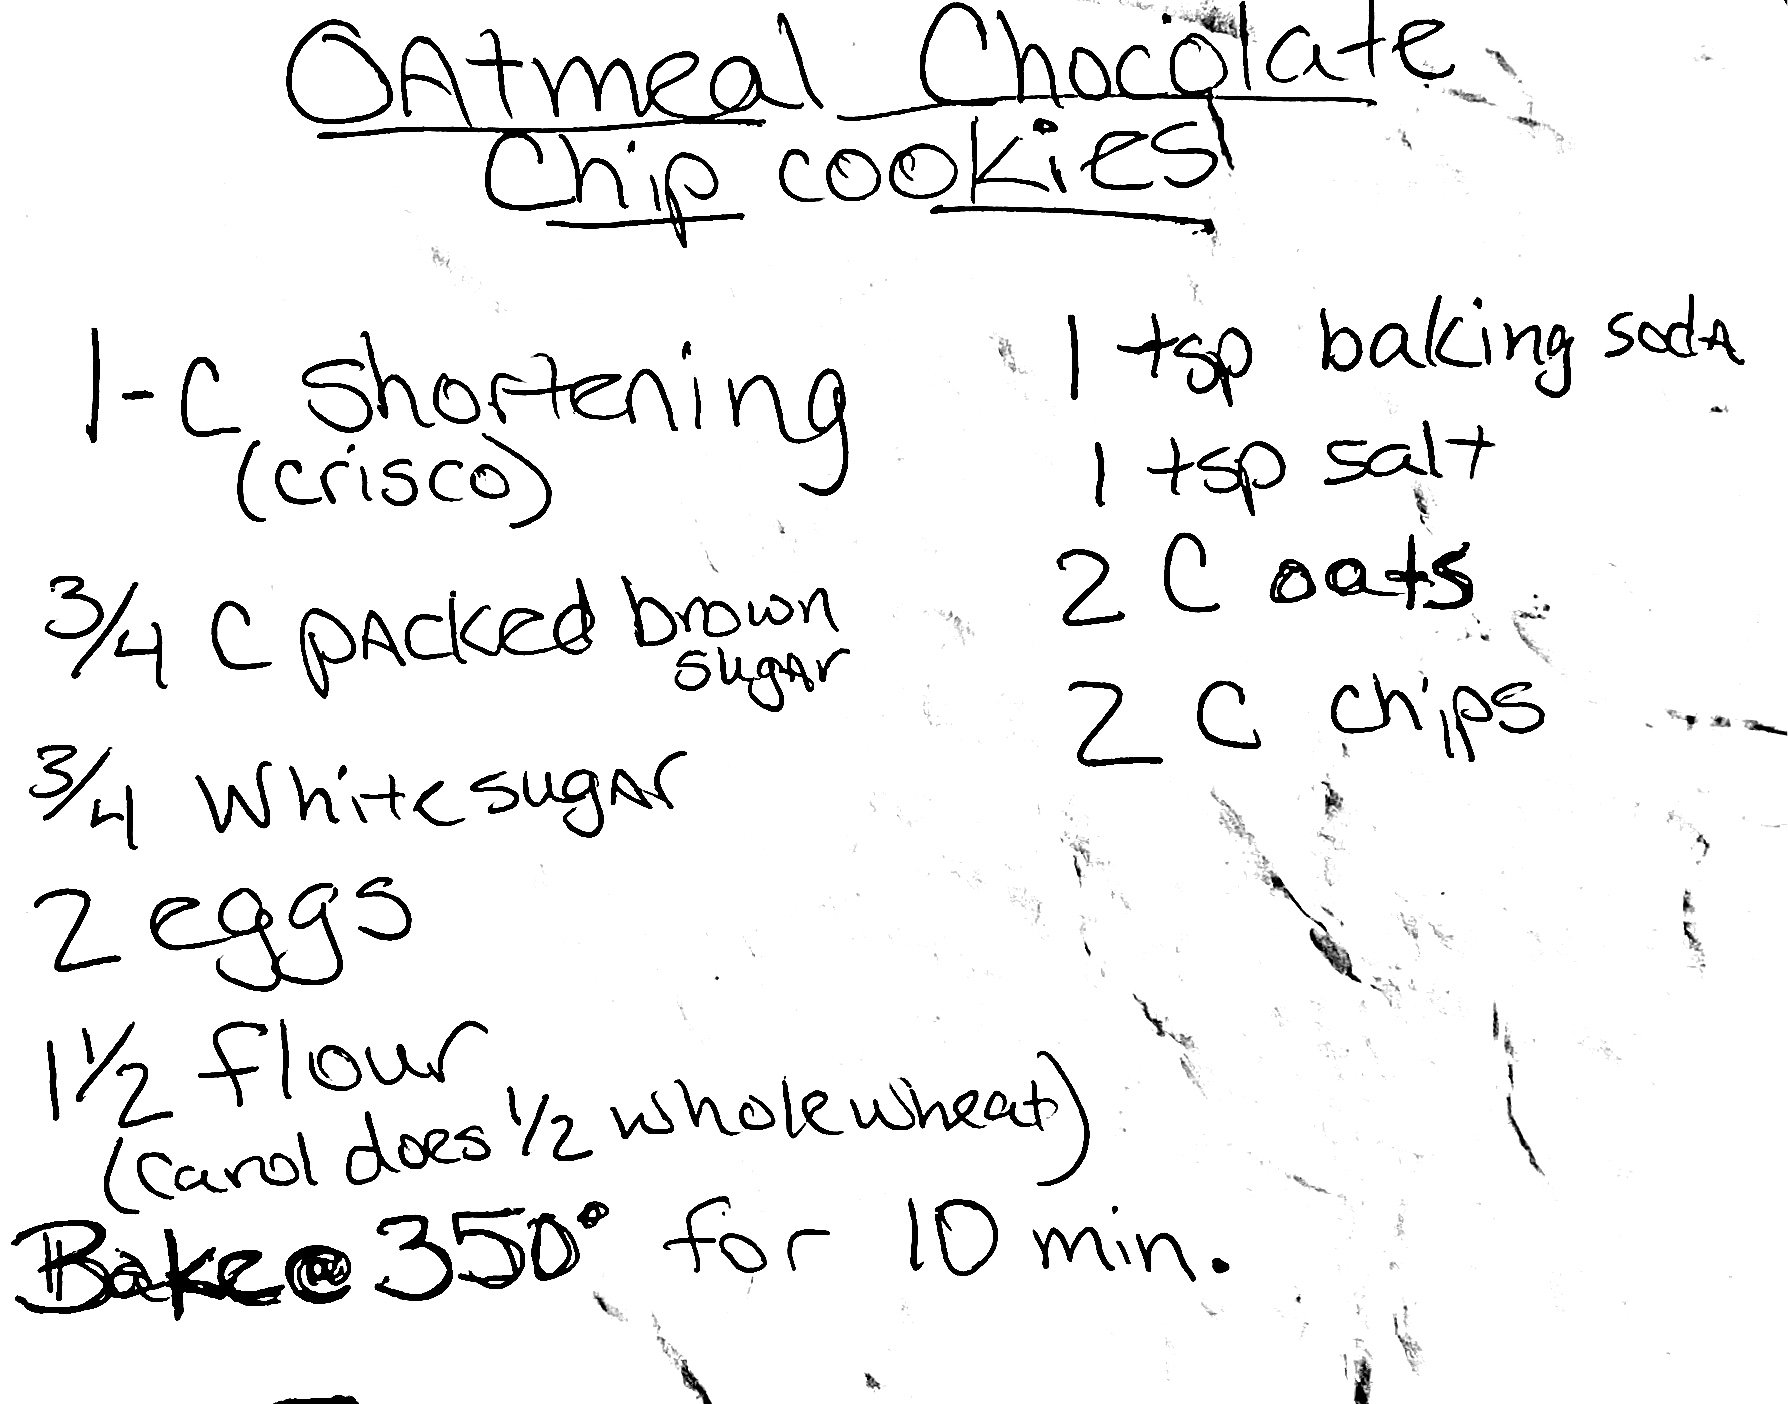 OAtmeal Chocolate
Chip cookies
1-C shortening
(crisco)
3/4 C pAcked brown
sugAr
3/4 White sugAr
2 eggs
1 1/2 flour
(Carol does 1/2 whole wheat)
1 tsp baking sodA
1 tsp salt
2 C oats
2 C chips
Bake @ 350° for 10 min.